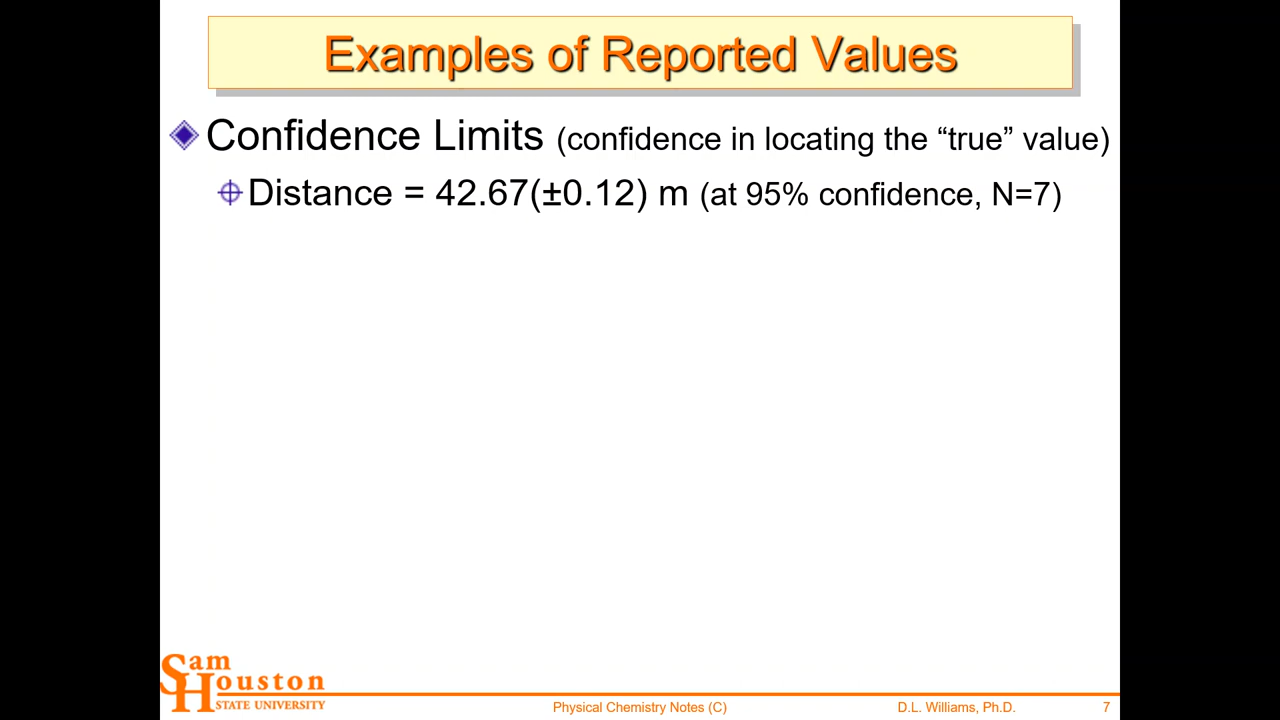 Examples of Reported Values
Confidence Limits (confidence in locating the “true” value)
Distance = 42.67(±0.12) m (at 95% confidence, N=7)
Sam
Houston
STATE UNIVERSITY
Physical Chemistry Notes (C)
D.L. Williams, Ph.D.
7